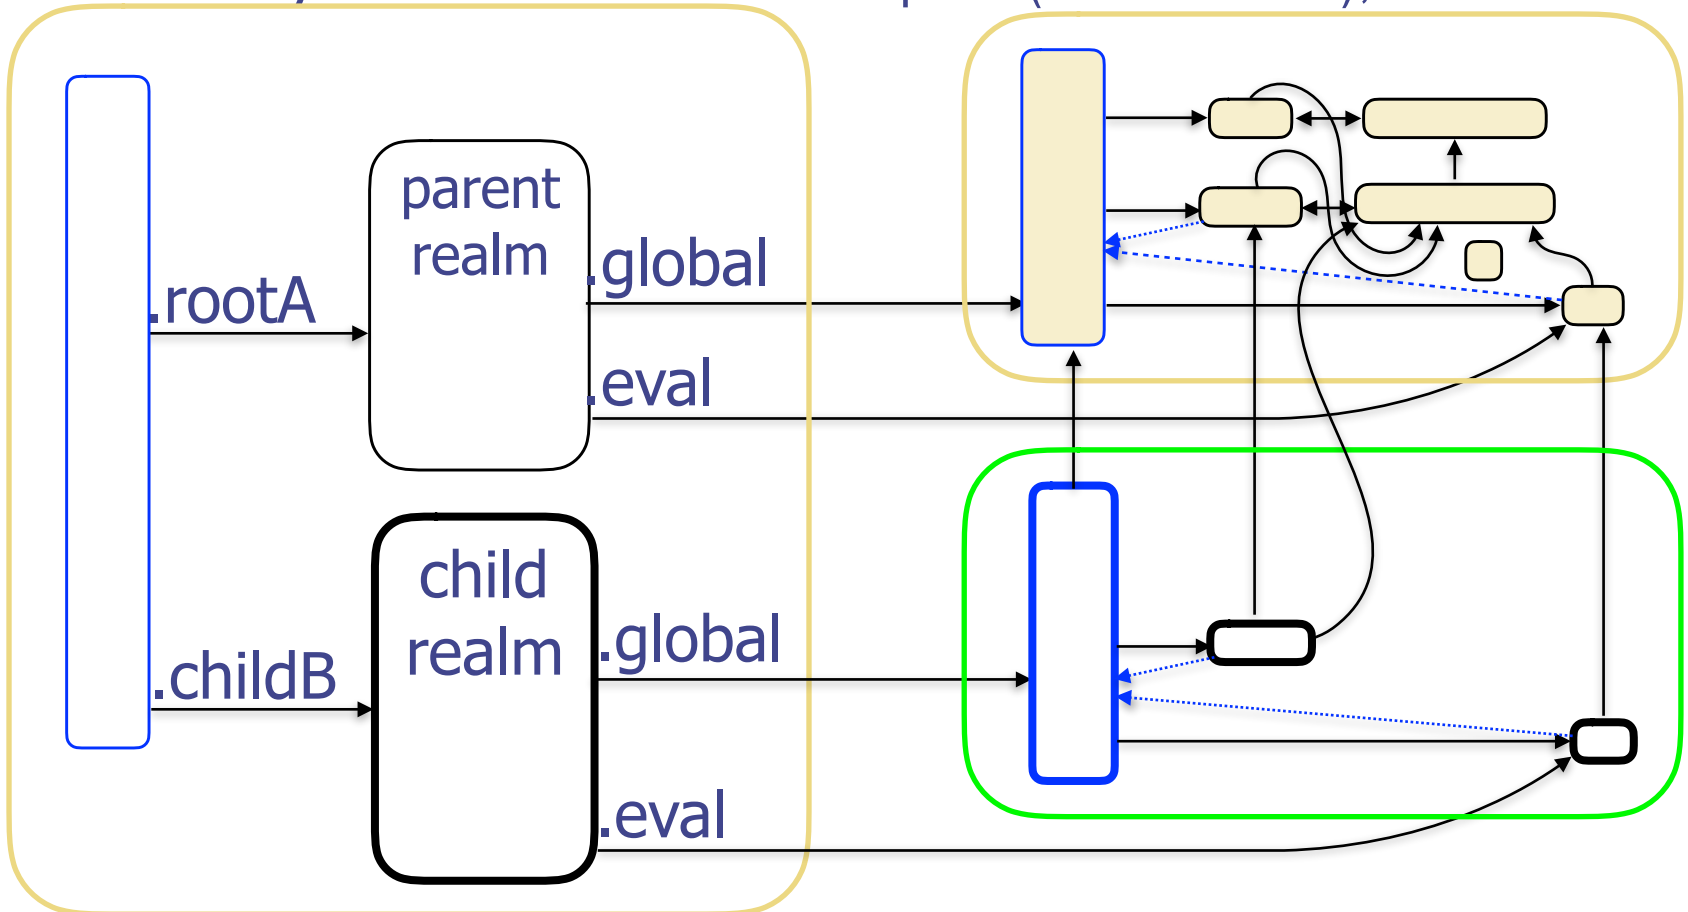 parent
realm
.global
.rootA
.eval
child
realm
.global
.childB
.eval